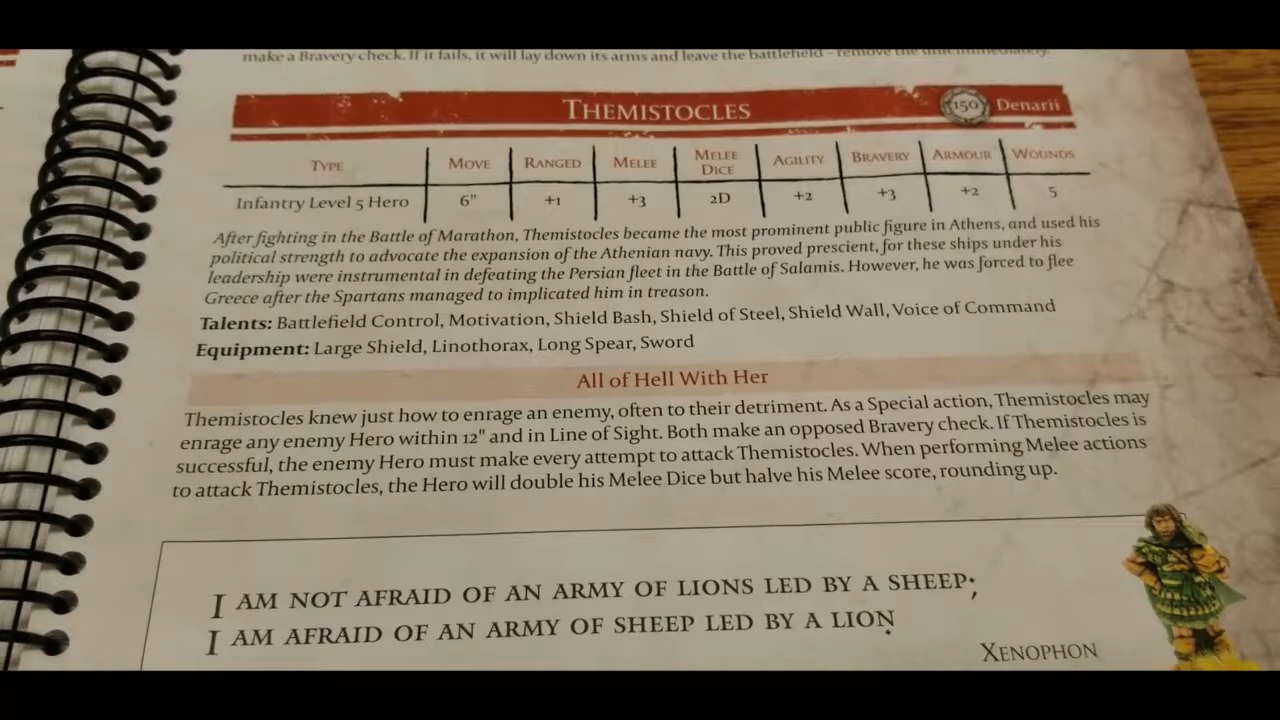 make a Bravery check. If it fails, it will lay down its arms and leave the battlefield – remove the unit immediately.
THEMISTOCLES 150 Denarii
TYPE MOVE RANGED MELEE MELEE DICE AGILITY BRAVERY ARMOUR WOUNDS
Infantry Level 5 Hero 6" +1 +3 2D +2 +3 +2 5
After fighting in the Battle of Marathon, Themistocles became the most prominent public figure in Athens, and used his
political strength to advocate the expansion of the Athenian navy. This proved prescient, for these ships under his
leadership were instrumental in defeating the Persian fleet in the Battle of Salamis. However, he was forced to flee
Greece after the Spartans managed to implicated him in treason.
Talents: Battlefield Control, Motivation, Shield Bash, Shield of Steel, Shield Wall, Voice of Command
Equipment: Large Shield, Linothorax, Long Spear, Sword
All of Hell With Her
Themistocles knew just how to enrage an enemy, often to their detriment. As a Special action, Themistocles may
enrage any enemy Hero within 12" and in Line of Sight. Both make an opposed Bravery check. If Themistocles is
successful, the enemy Hero must make every attempt to attack Themistocles. When performing Melee actions
to attack Themistocles, the Hero will double his Melee Dice but halve his Melee score, rounding up.
I AM NOT AFRAID OF AN ARMY OF LIONS LED BY A SHEEP;
I AM AFRAID OF AN ARMY OF SHEEP LED BY A LION.
XENOPHON